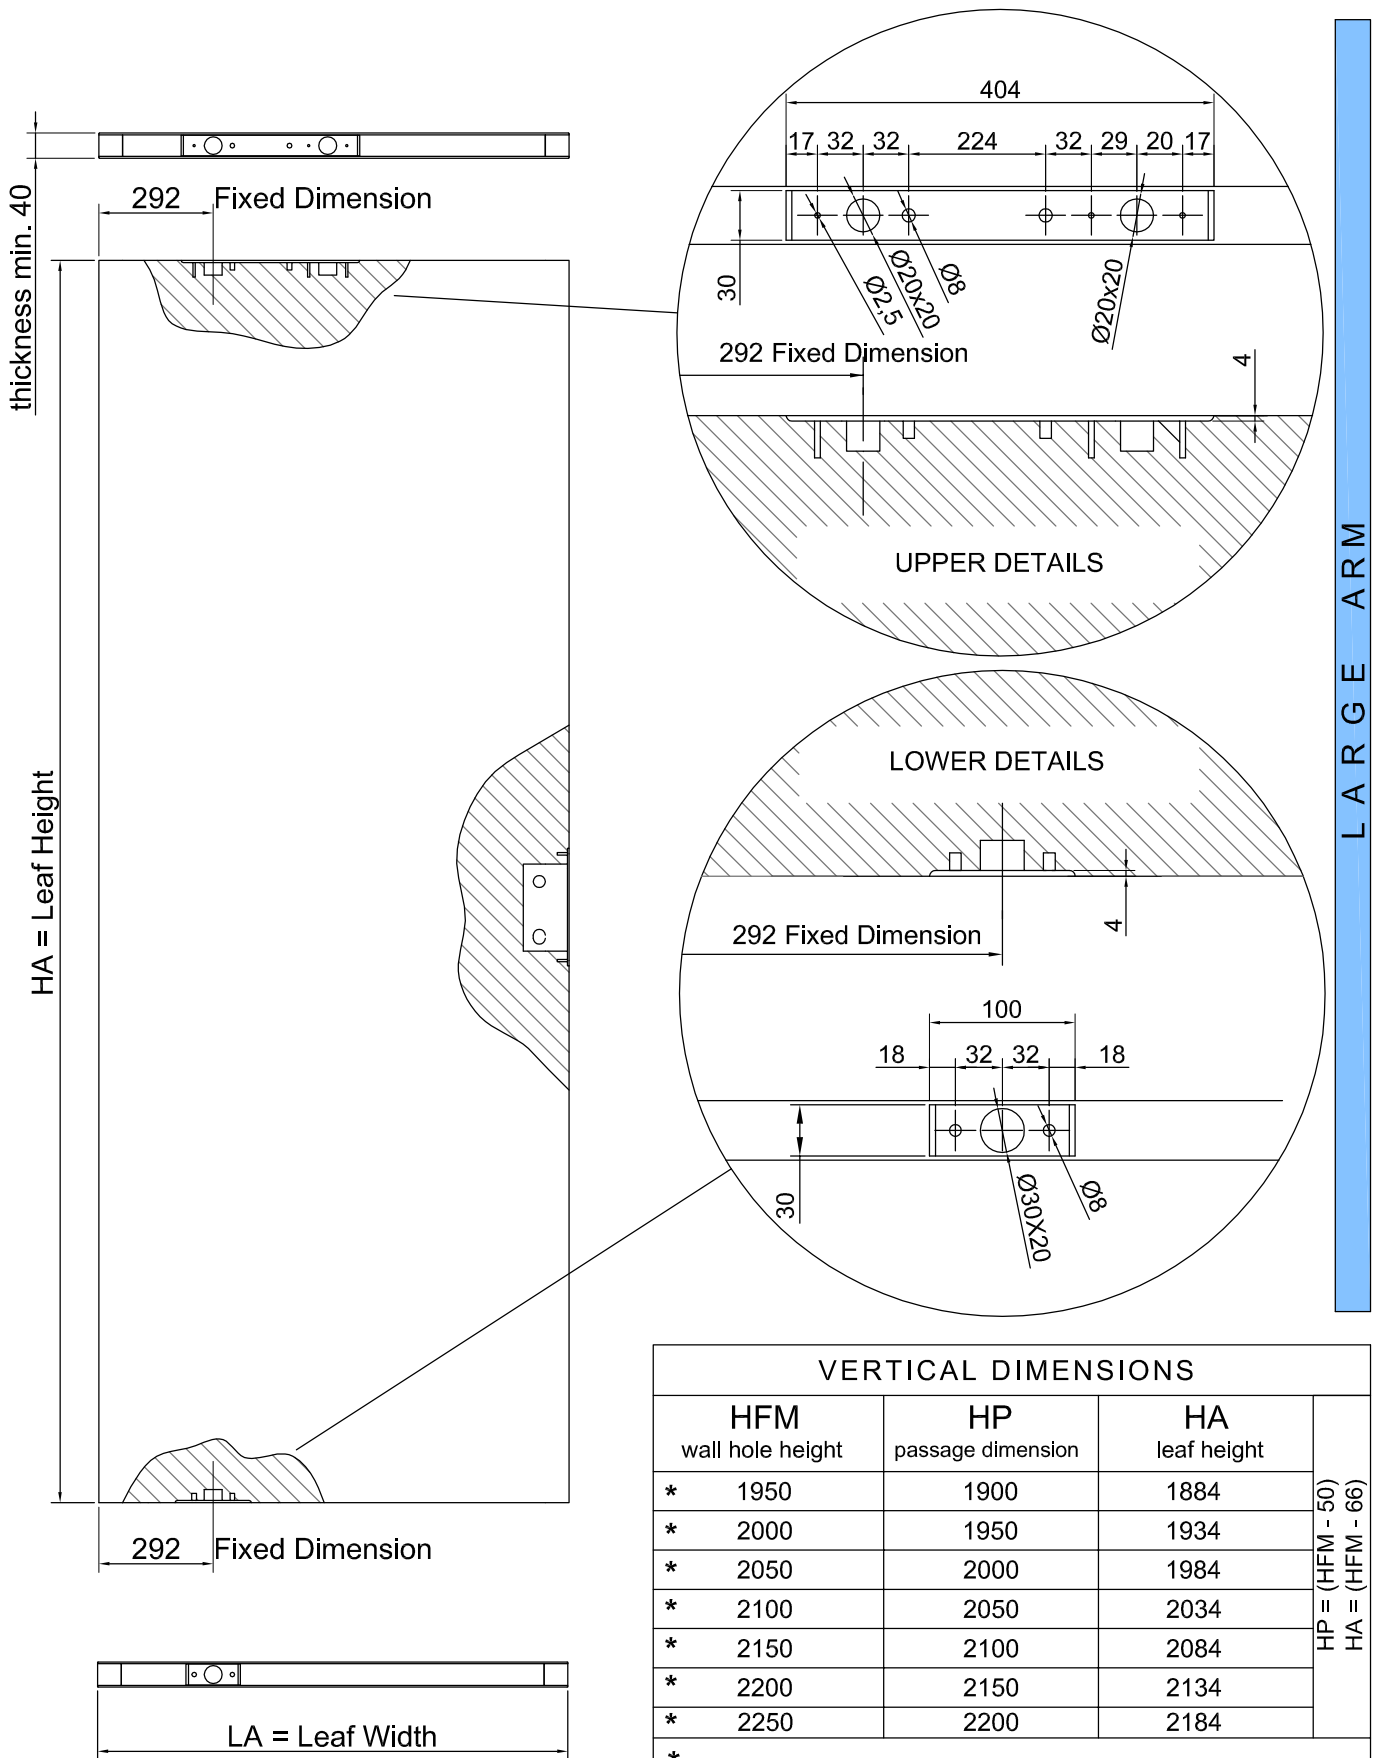 thickness min. 40
292 Fixed Dimension
HA = Leaf Height
292 Fixed Dimension
LA = Leaf Width
404
17 32 32 224 32 29 20 17
30
Ø2,5
Ø20x20
Ø8
Ø20x20
292 Fixed Dimension
4
UPPER DETAILS
LOWER DETAILS
292 Fixed Dimension
4
100
18 32 32 18
30
Ø30X20
Ø8
LARGE ARM
VERTICAL DIMENSIONS
HFM HP HA
wall hole height passage dimension leaf height
* 1950 1900 1884
* 2000 1950 1934
* 2050 2000 1984
* 2100 2050 2034
* 2150 2100 2084
* 2200 2150 2134
* 2250 2200 2184
HP = (HFM - 50)
HA = (HFM - 66)
*